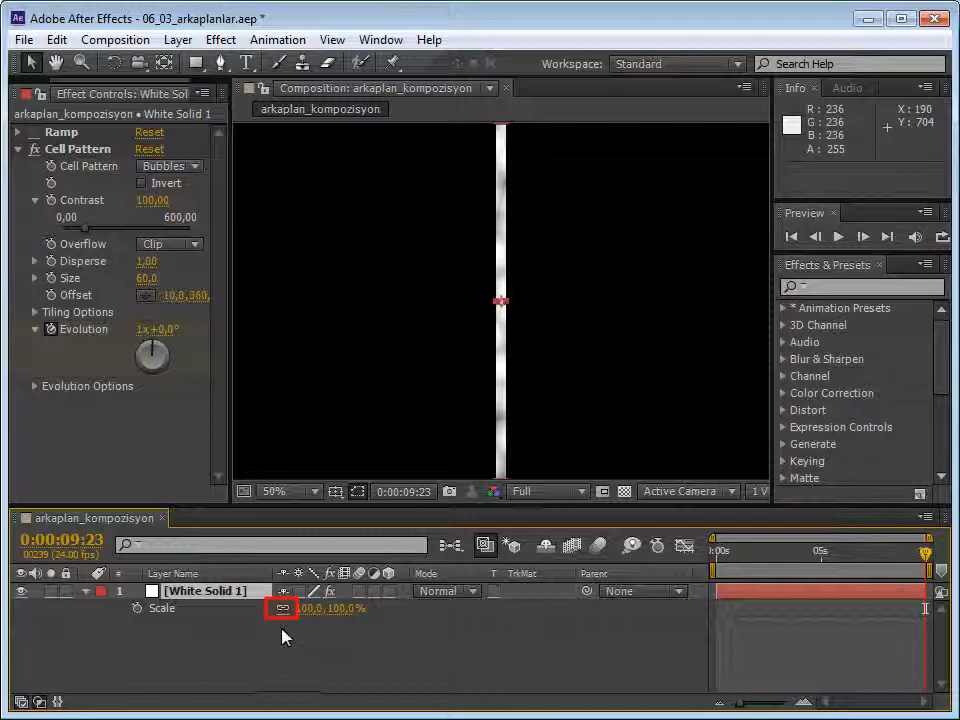 Adobe After Effects - 06_03_arkaplanlar.aep *
File Edit Composition Layer Effect Animation View Window Help
Workspace: Standard Search Help
Effect Controls: White Sol
arkaplan_kompozisyon • White Solid 1
Ramp Reset
Cell Pattern Reset
Cell Pattern Bubbles
Invert
Contrast 100,00
0,00 600,00
Overflow Clip
Disperse 1,00
Size 60,0
Offset 10,0,360,
Tiling Options
Evolution 1x+0,0°
Evolution Options
Composition: arkaplan_kompozisyon
arkaplan_kompozisyon
50% 0:00:09:23 Full Active Camera 1 V
Info Audio
R: 236 X: 190
G: 236 Y: 704
B: 236
A: 255
Preview
Effects & Presets
* Animation Presets
3D Channel
Audio
Blur & Sharpen
Channel
Color Correction
Distort
Expression Controls
Generate
Keying
Matte
arkaplan_kompozisyon
0:00:09:23
00239 (24.00 fps)
:00s 05s
# Layer Name Mode T TrkMat Parent
1 [White Solid 1] Normal None
Scale 100,0,100,0%